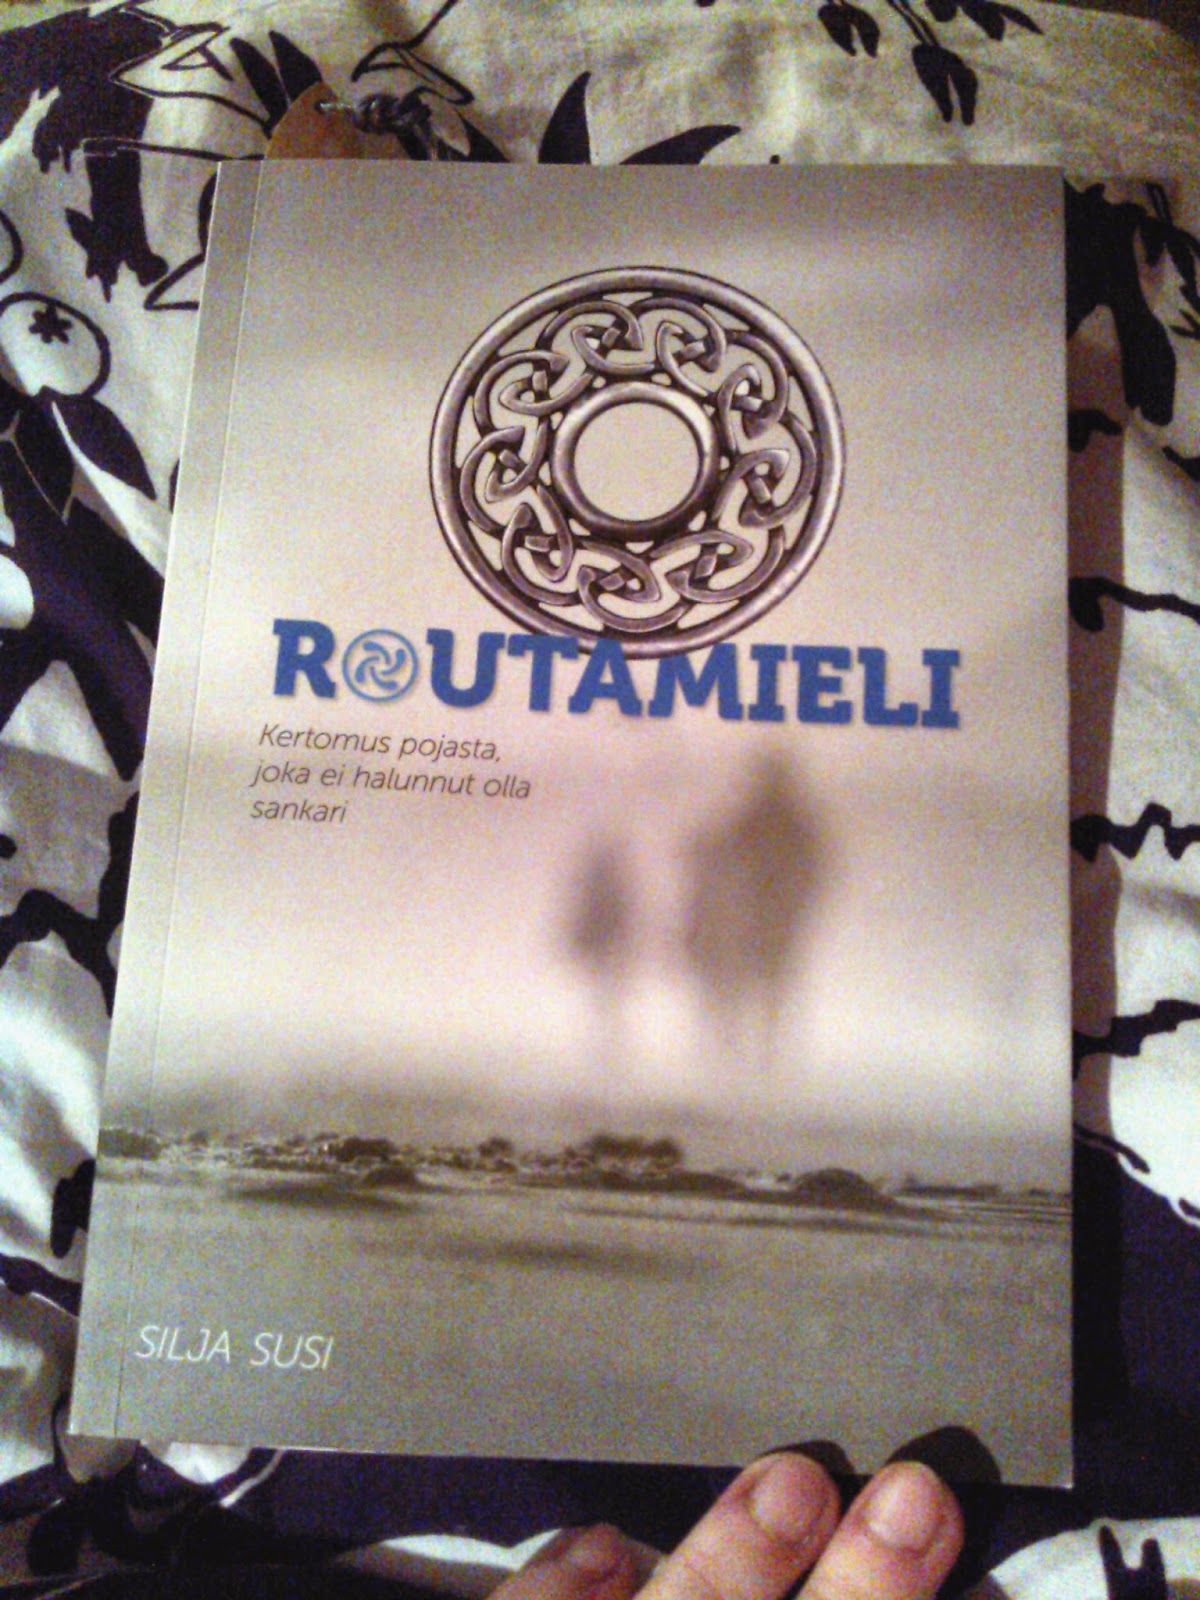 ROUTAMIELI
Kertomus pojasta,
joka ei halunnut olla
sankari
SILJA SUSI